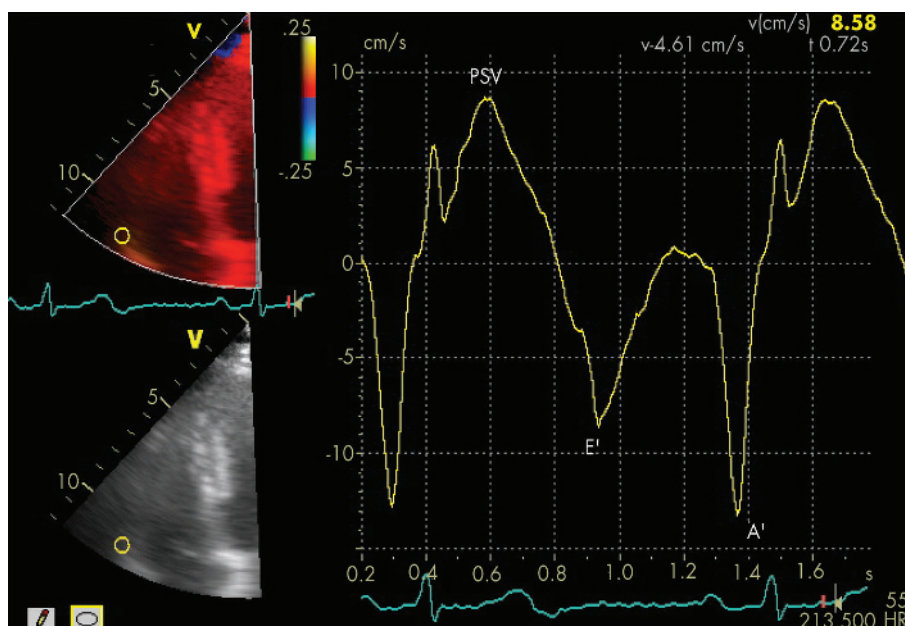 V
5
10
.25
-.25
v(cm/s) 8.58
v-4.61 cm/s t 0.72s
cm/s
PSV
10
5
0
-5
-10
E'
A'
0.2 0.4 0.6 0.8 1.0 1.2 1.4 1.6 s
V
5
10
55
213.500 HR